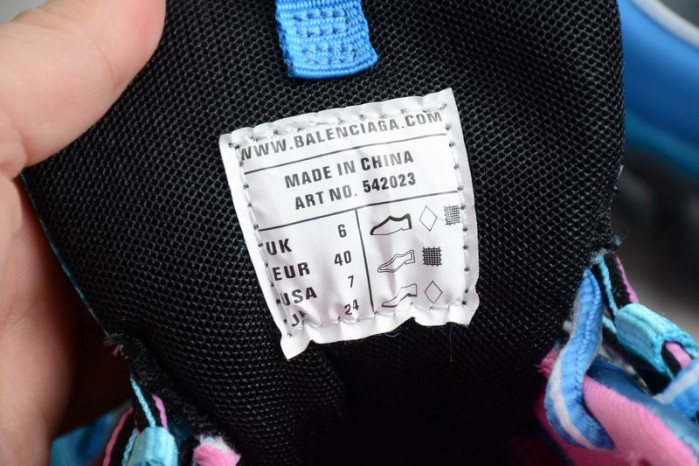 WWW.BALENCIAGA.COM
MADE IN CHINA
ART NO. 542023
UK 6
EUR 40
USA 7
24